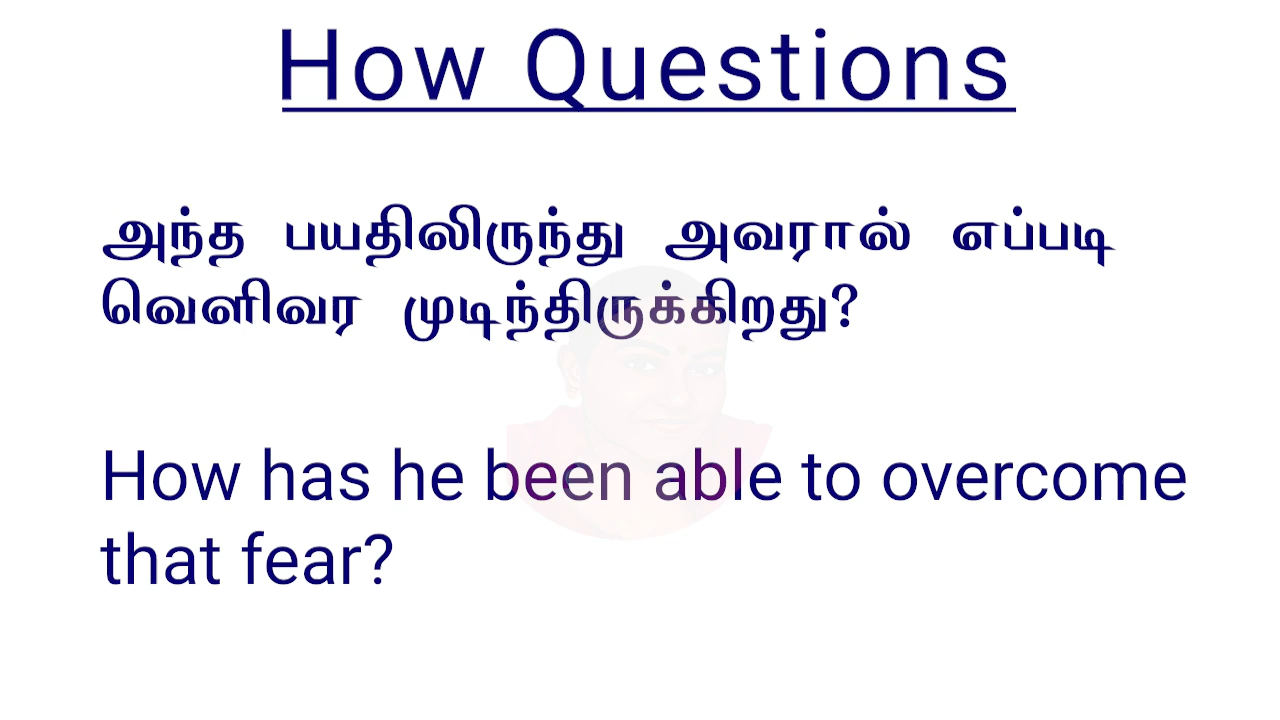 How Questions
அந்த பயதிலிருந்து அவரால் எப்படி
வெளிவர முடிந்திருக்கிறது?
How has he been able to overcome
that fear?